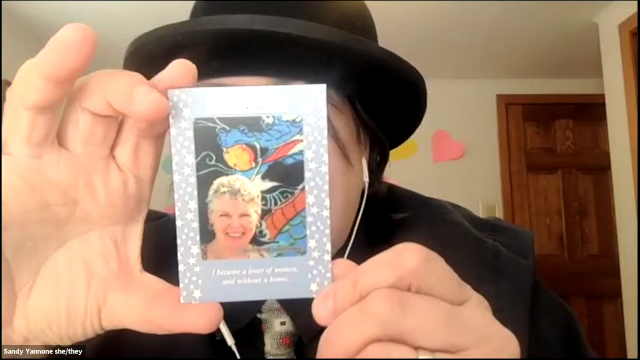 I became a lover of women,
and without a home.
Sandy Yannone she/they